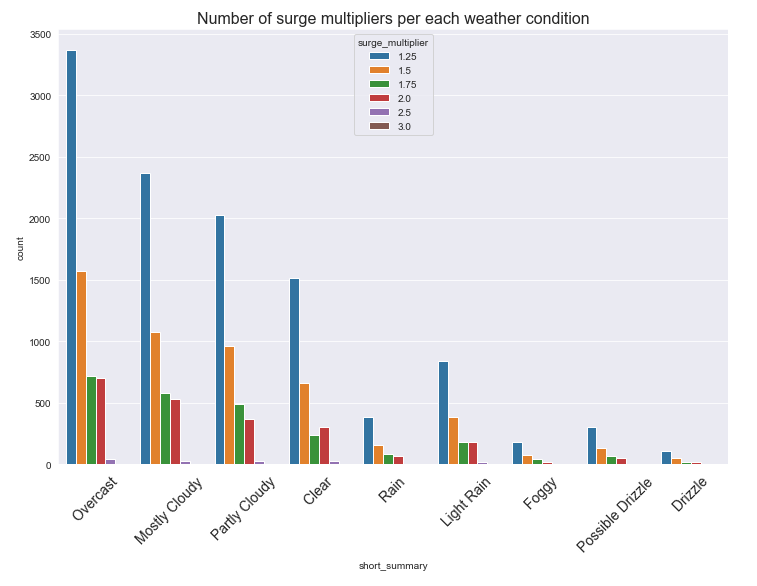 Number of surge multipliers per each weather condition
surge_multiplier
1.25
1.5
1.75
2.0
2.5
3.0
3500
3000
2500
2000
1500
1000
500
0
count
Overcast
Mostly Cloudy
Partly Cloudy
Clear
Rain
Light Rain
Foggy
Possible Drizzle
Drizzle
short_summary